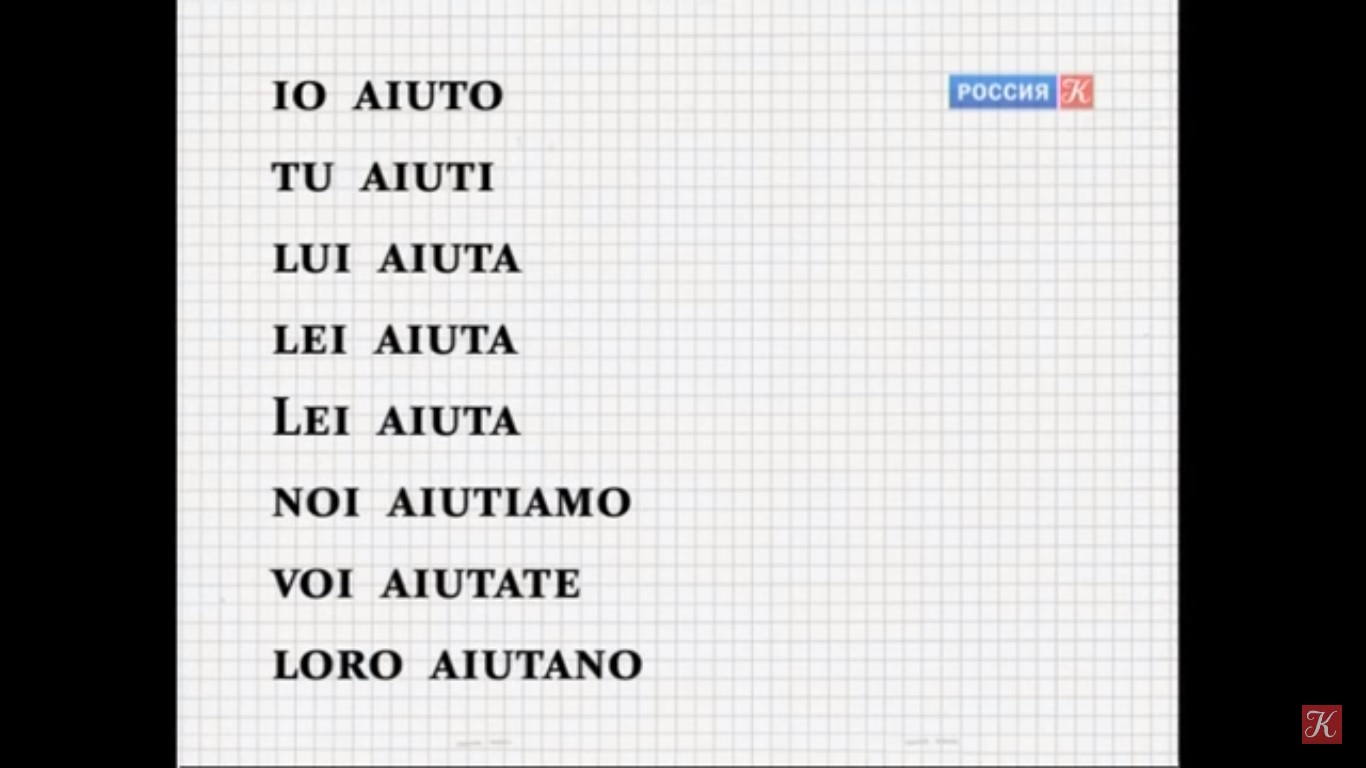 IO AIUTO
РОССИЯ К
TU AIUTI
LUI AIUTA
LEI AIUTA
LEI AIUTA
NOI AIUTIAMO
VOI AIUTATE
LORO AIUTANO
К